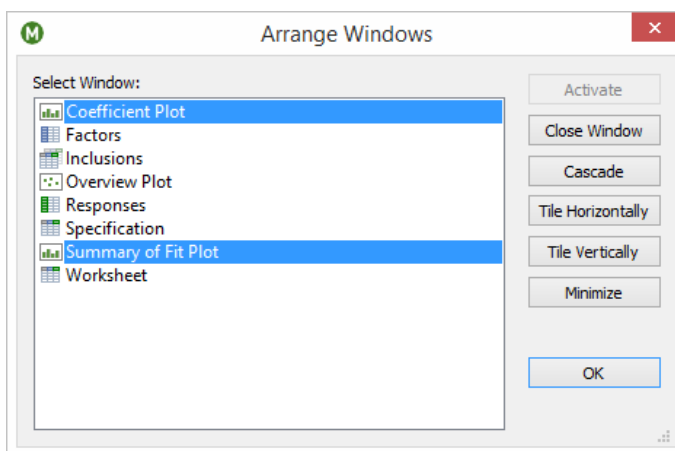 M
Arrange Windows
Select Window:
Coefficient Plot
Factors
Inclusions
Overview Plot
Responses
Specification
Summary of Fit Plot
Worksheet
Activate
Close Window
Cascade
Tile Horizontally
Tile Vertically
Minimize
OK